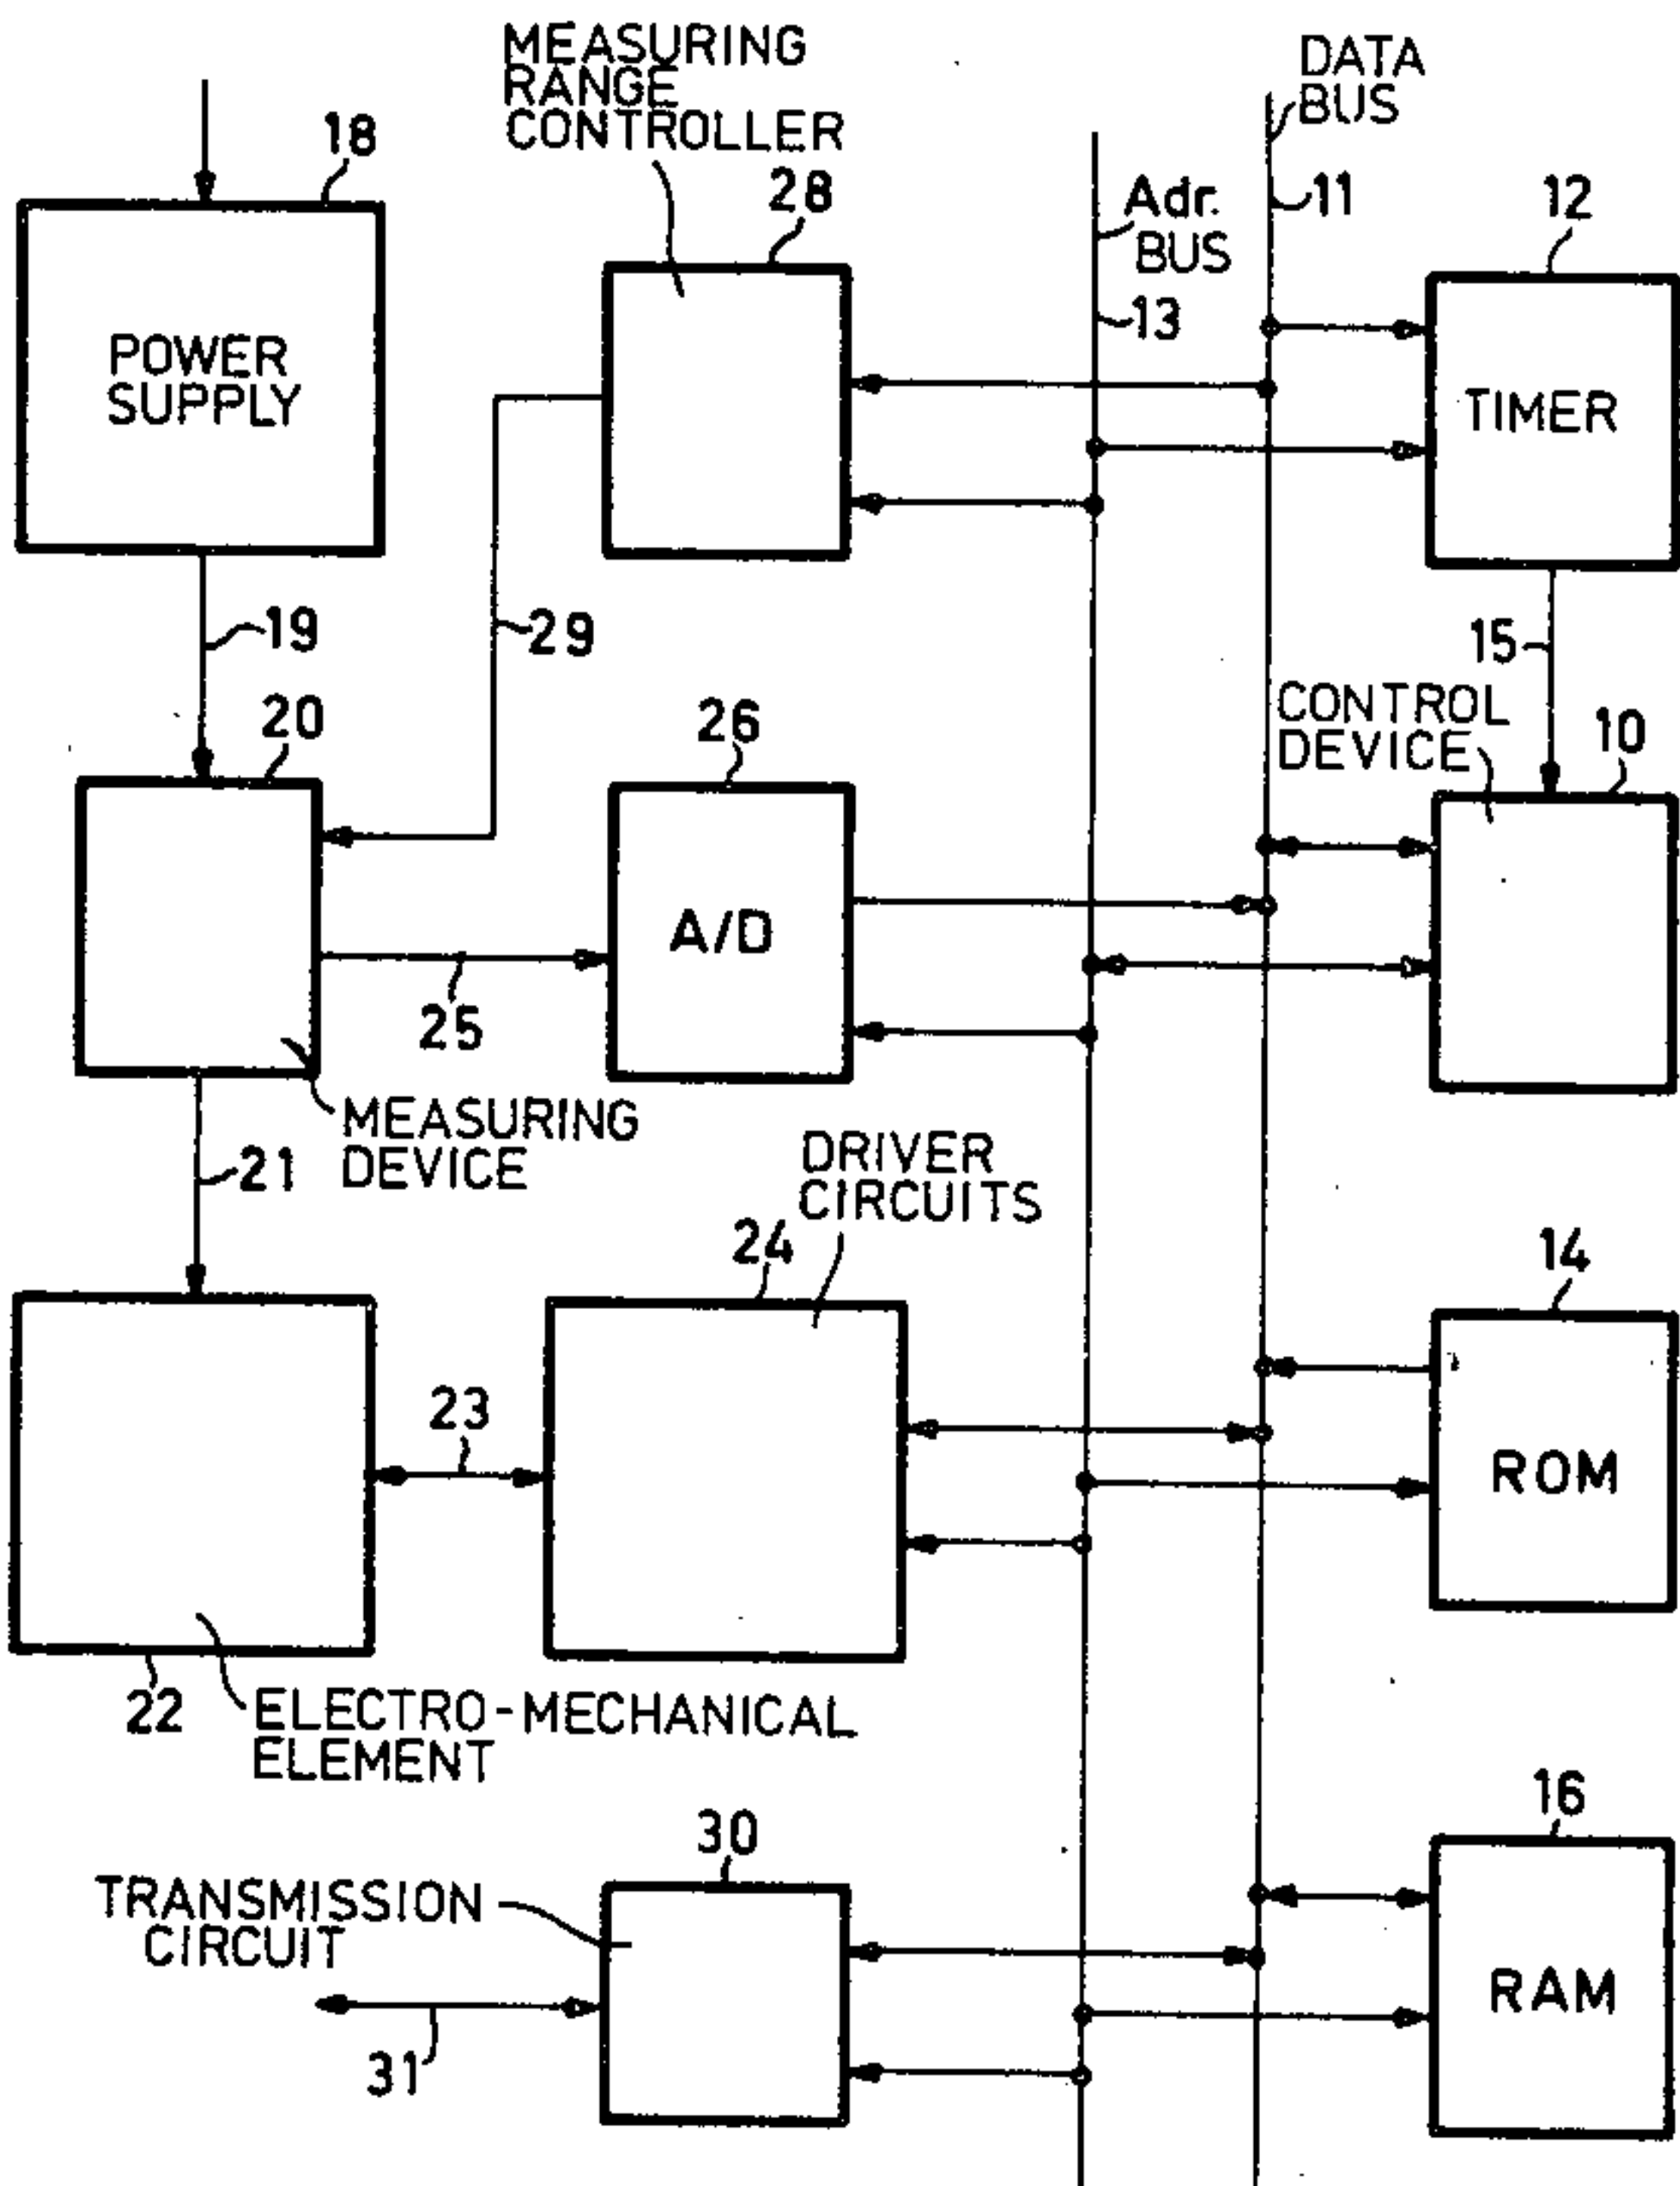 MEASURING
RANGE
CONTROLLER
DATA
BUS
18
28
Adr.
BUS
11
12
13
POWER
SUPPLY
TIMER
19
29
15
20
26
CONTROL
DEVICE
10
A/D
25
MEASURING
DEVICE
21
DRIVER
CIRCUITS
24
14
23
ROM
22
ELECTRO-MECHANICAL
ELEMENT
16
30
TRANSMISSION
CIRCUIT
RAM
31